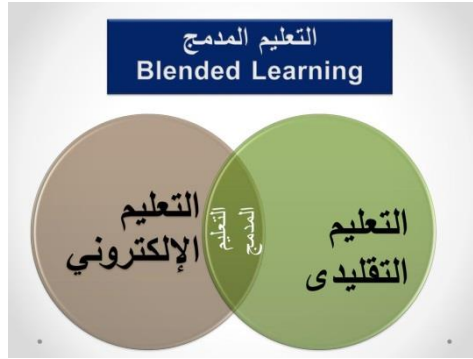 التعليم المدمج
Blended Learning
التعليم
التقليدى
التعليم
المدمج
التعليم
الإلكتروني